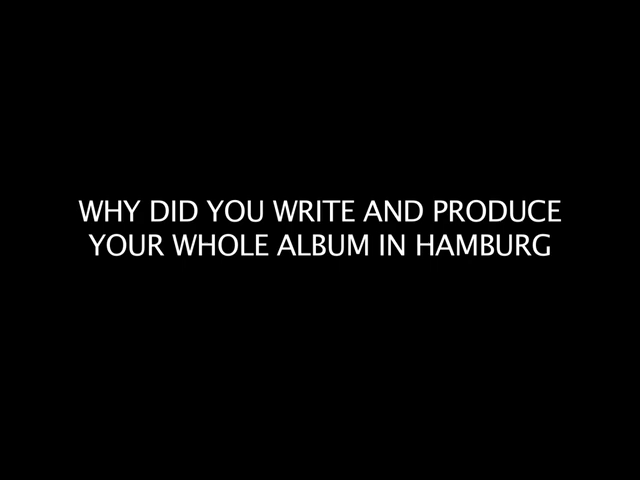 WHY DID YOU WRITE AND PRODUCE
YOUR WHOLE ALBUM IN HAMBURG